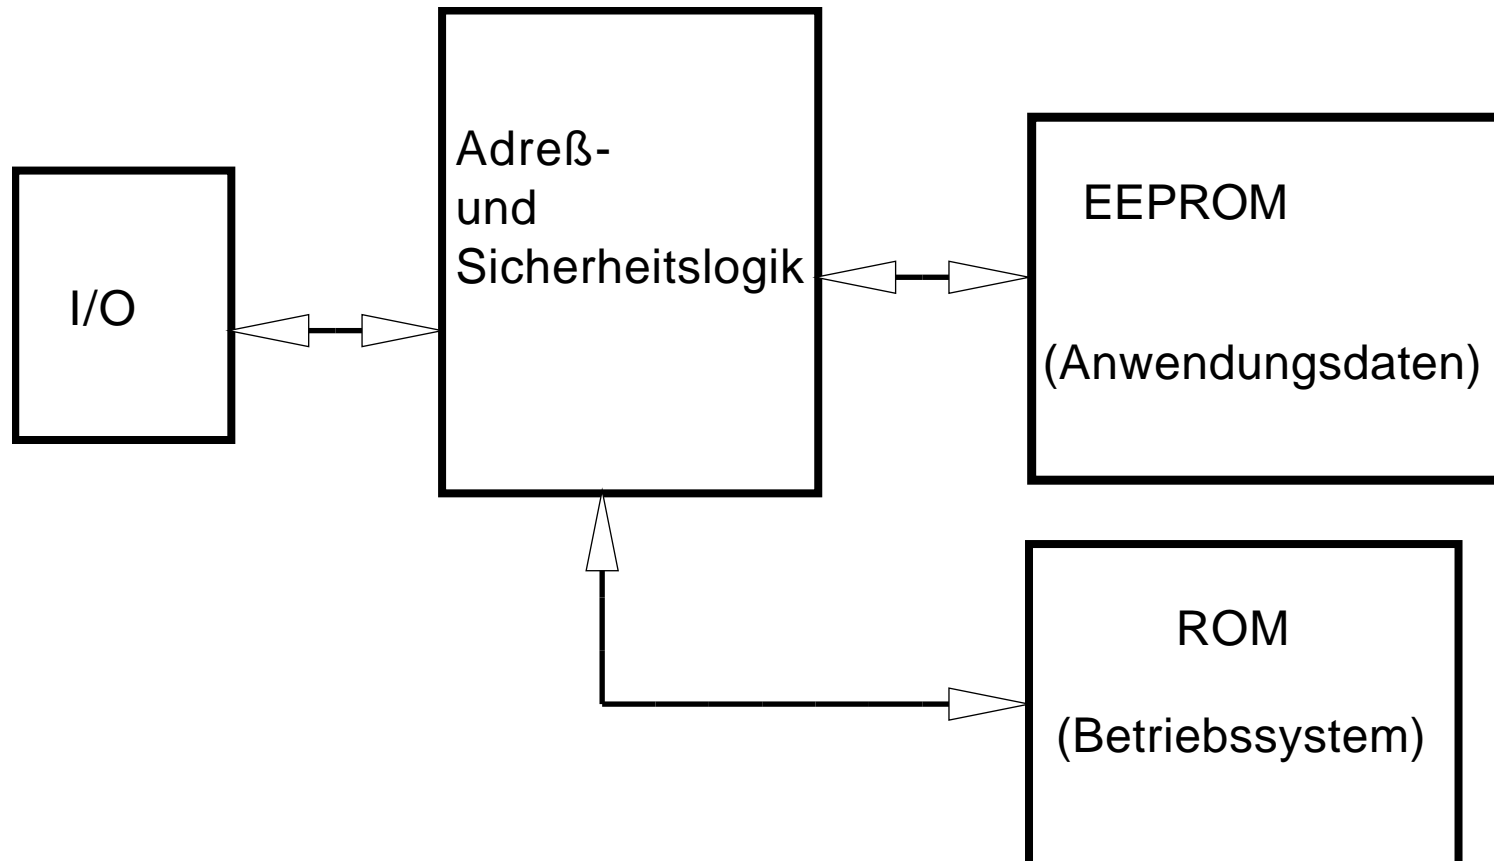 I/O
Adreß-
und
Sicherheitslogik
EEPROM
(Anwendungsdaten)
ROM
(Betriebssystem)